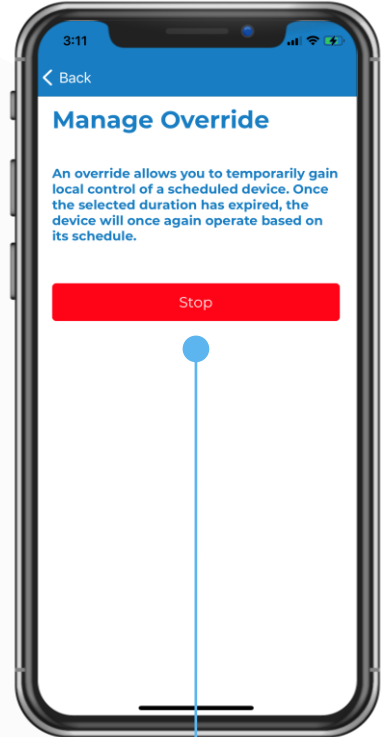 3:11
Back
Manage Override
An override allows you to temporarily gain
local control of a scheduled device. Once
the selected duration has expired, the
device will once again operate based on
its schedule.
Stop